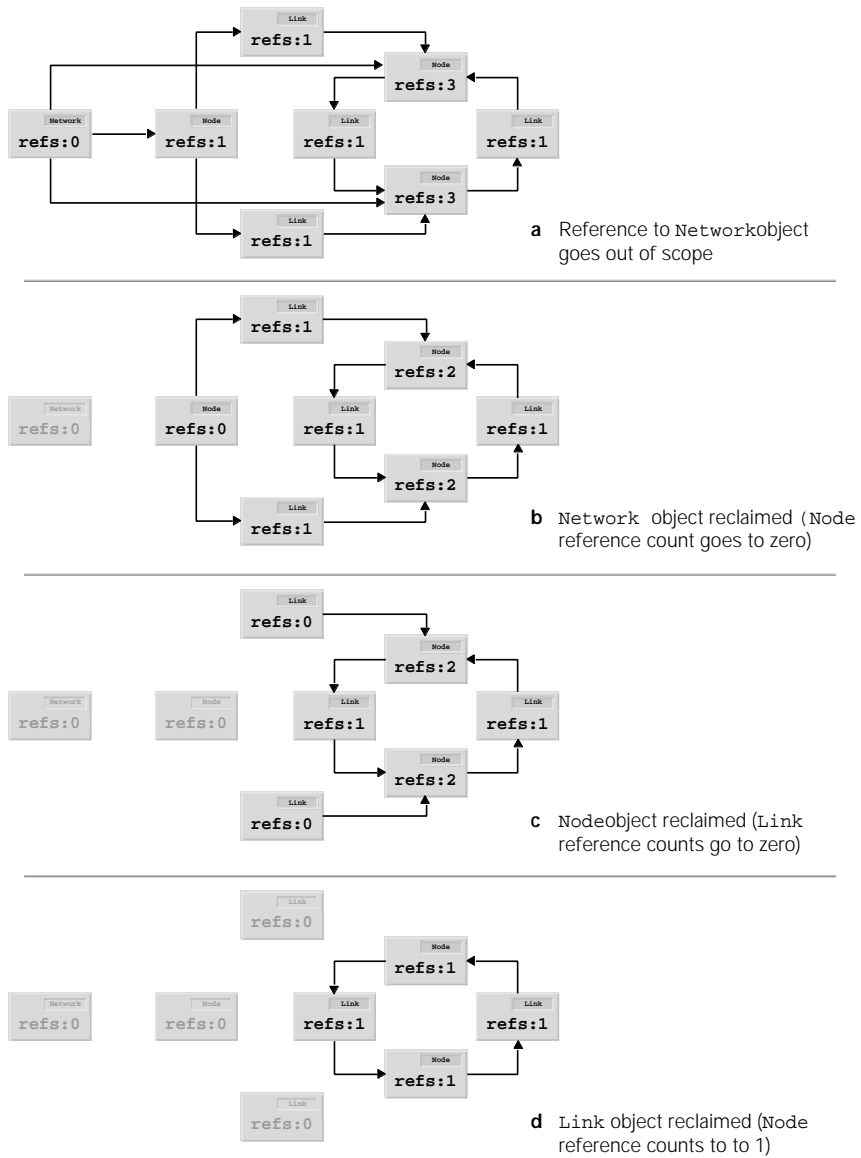 Link
refs:1
Node
refs:3
Network
refs:0
Node
refs:1
Link
refs:1
Link
refs:1
Node
refs:3
Link
refs:1
a Reference to Networkobject
goes out of scope
Link
refs:1
Node
refs:2
Network
refs:0
Node
refs:0
Link
refs:1
Link
refs:1
Node
refs:2
Link
refs:1
b Network object reclaimed (Node
reference count goes to zero)
Link
refs:0
Node
refs:2
Network
refs:0
Node
refs:0
Link
refs:1
Link
refs:1
Node
refs:2
Link
refs:0
c Nodeobject reclaimed (Link
reference counts go to zero)
Link
refs:0
Node
refs:1
Network
refs:0
Node
refs:0
Link
refs:1
Link
refs:1
Node
refs:1
Link
refs:0
d Link object reclaimed (Node
reference counts to to 1)